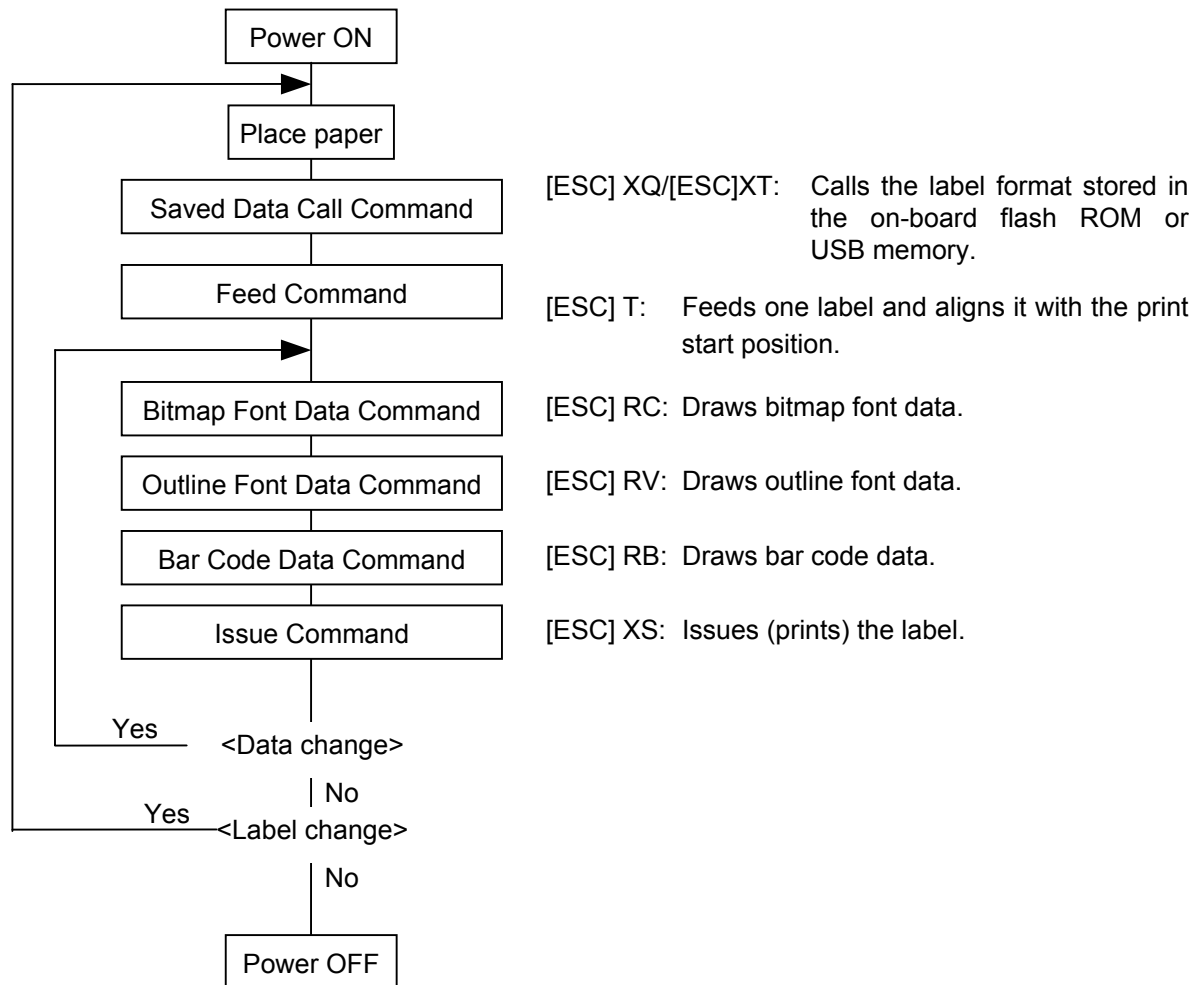 Power ON
Place paper
Saved Data Call Command
[ESC] XQ/[ESC]XT: Calls the label format stored in
the on-board flash ROM or
USB memory.
Feed Command
[ESC] T: Feeds one label and aligns it with the print
start position.
Bitmap Font Data Command
[ESC] RC: Draws bitmap font data.
Outline Font Data Command
[ESC] RV: Draws outline font data.
Bar Code Data Command
[ESC] RB: Draws bar code data.
Issue Command
[ESC] XS: Issues (prints) the label.
Yes
<Data change>
No
Yes
<Label change>
No
Power OFF